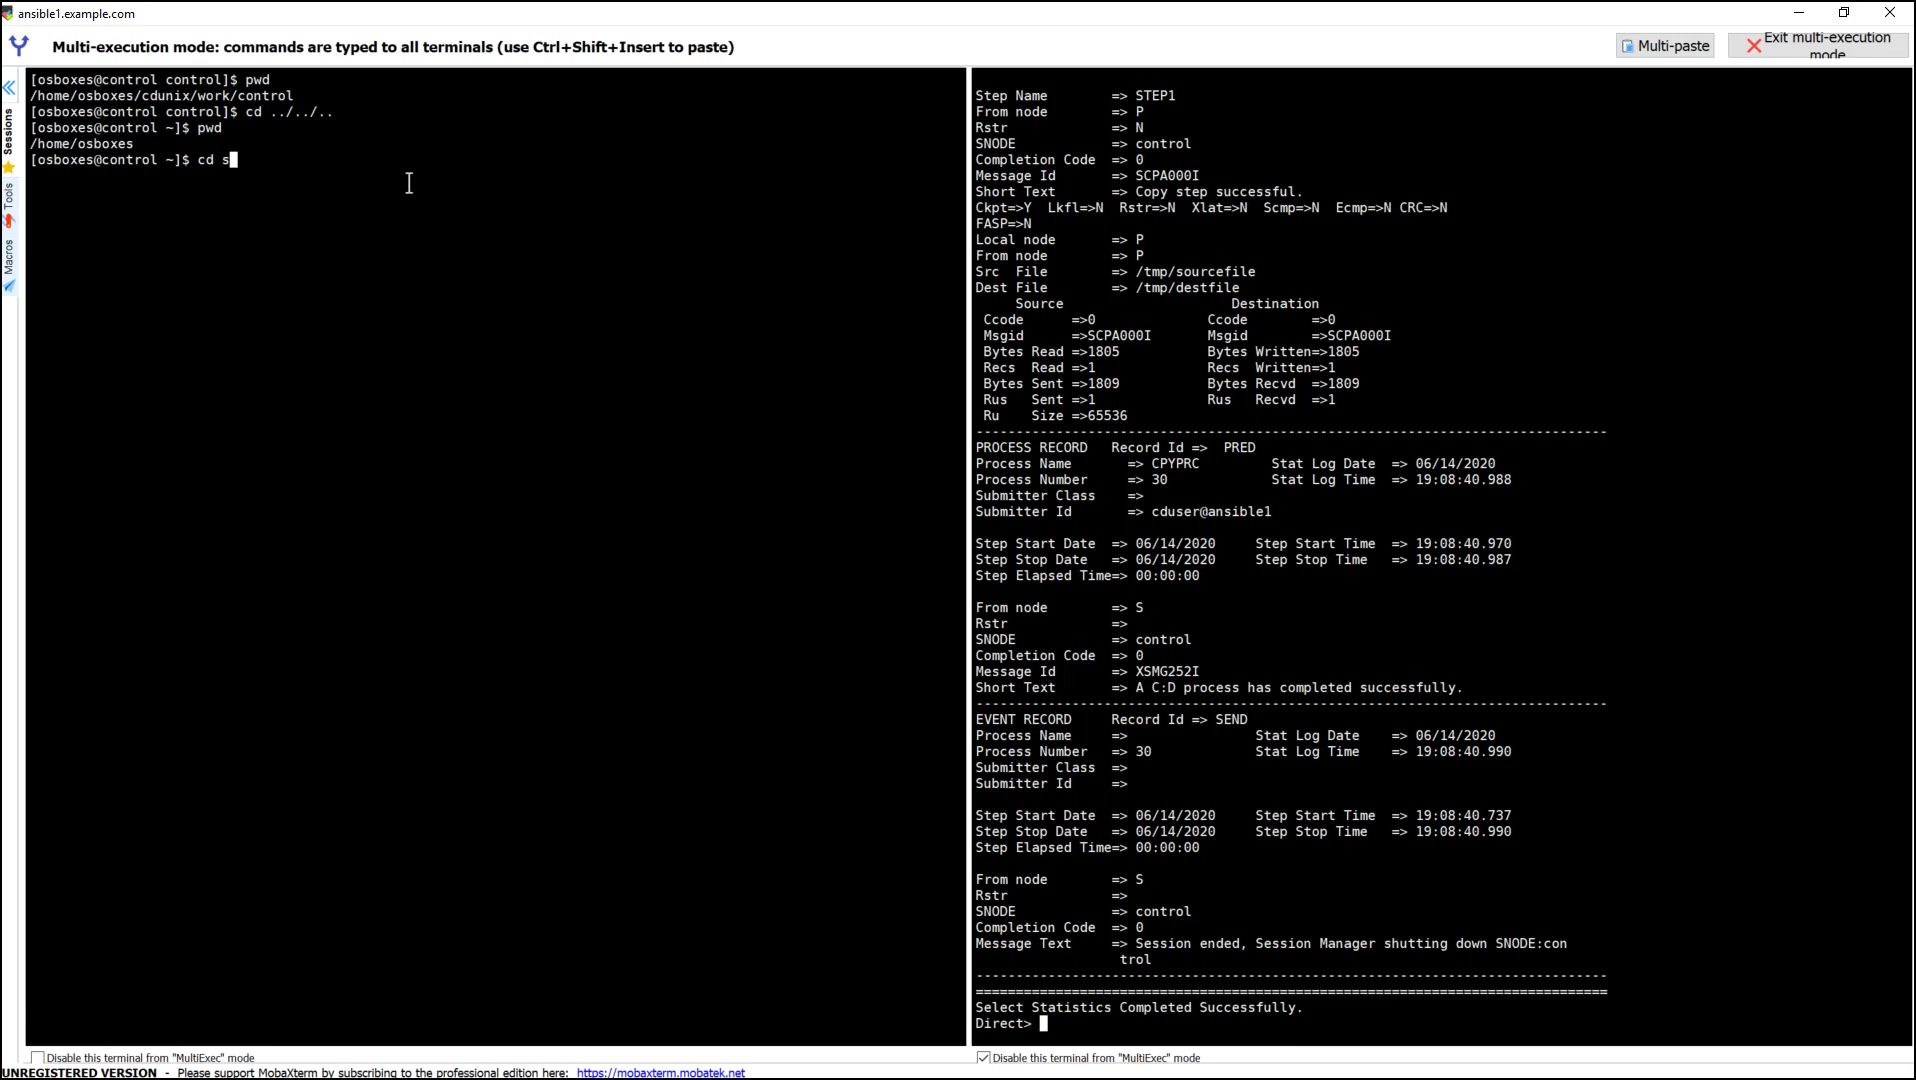 ansible1.example.com
Multi-execution mode: commands are typed to all terminals (use Ctrl+Shift+Insert to paste)
Multi-paste
Exit multi-execution
mode
Sessions
Tools
Macros
[osboxes@control control]$ pwd
/home/osboxes/cdunix/work/control
[osboxes@control control]$ cd ../../..
[osboxes@control ~]$ pwd
/home/osboxes
[osboxes@control ~]$ cd s
Step Name => STEP1
From node => P
Rstr => N
SNODE => control
Completion Code => 0
Message Id => SCPA000I
Short Text => Copy step successful.
Ckpt=>Y Lkfl=>N Rstr=>N Xlat=>N Scmp=>N Ecmp=>N CRC=>N
FASP=>N
Local node => P
From node => P
Src File => /tmp/sourcefile
Dest File => /tmp/destfile
Source Destination
Ccode =>0 Ccode =>0
Msgid =>SCPA000I Msgid =>SCPA000I
Bytes Read =>1805 Bytes Written=>1805
Recs Read =>1 Recs Written=>1
Bytes Sent =>1809 Bytes Recvd =>1809
Rus Sent =>1 Rus Recvd =>1
Ru Size =>65536
-------------------------------------------------------------------------------
PROCESS RECORD Record Id => PRED
Process Name => CPYPRC Stat Log Date => 06/14/2020
Process Number => 30 Stat Log Time => 19:08:40.988
Submitter Class =>
Submitter Id => cduser@ansible1
Step Start Date => 06/14/2020 Step Start Time => 19:08:40.970
Step Stop Date => 06/14/2020 Step Stop Time => 19:08:40.987
Step Elapsed Time=> 00:00:00
From node => S
Rstr =>
SNODE => control
Completion Code => 0
Message Id => XSMG252I
Short Text => A C:D process has completed successfully.
-------------------------------------------------------------------------------
EVENT RECORD Record Id => SEND
Process Name => Stat Log Date => 06/14/2020
Process Number => 30 Stat Log Time => 19:08:40.990
Submitter Class =>
Submitter Id =>
Step Start Date => 06/14/2020 Step Start Time => 19:08:40.737
Step Stop Date => 06/14/2020 Step Stop Time => 19:08:40.990
Step Elapsed Time=> 00:00:00
From node => S
Rstr =>
SNODE => control
Completion Code => 0
Message Text => Session ended, Session Manager shutting down SNODE:con
trol
-------------------------------------------------------------------------------
===============================================================================
Select Statistics Completed Successfully.
Direct>
Disable this terminal from "MultiExec" mode
Disable this terminal from "MultiExec" mode
UNREGISTERED VERSION - Please support MobaXterm by subscribing to the professional edition here: https://mobaxterm.mobatek.net